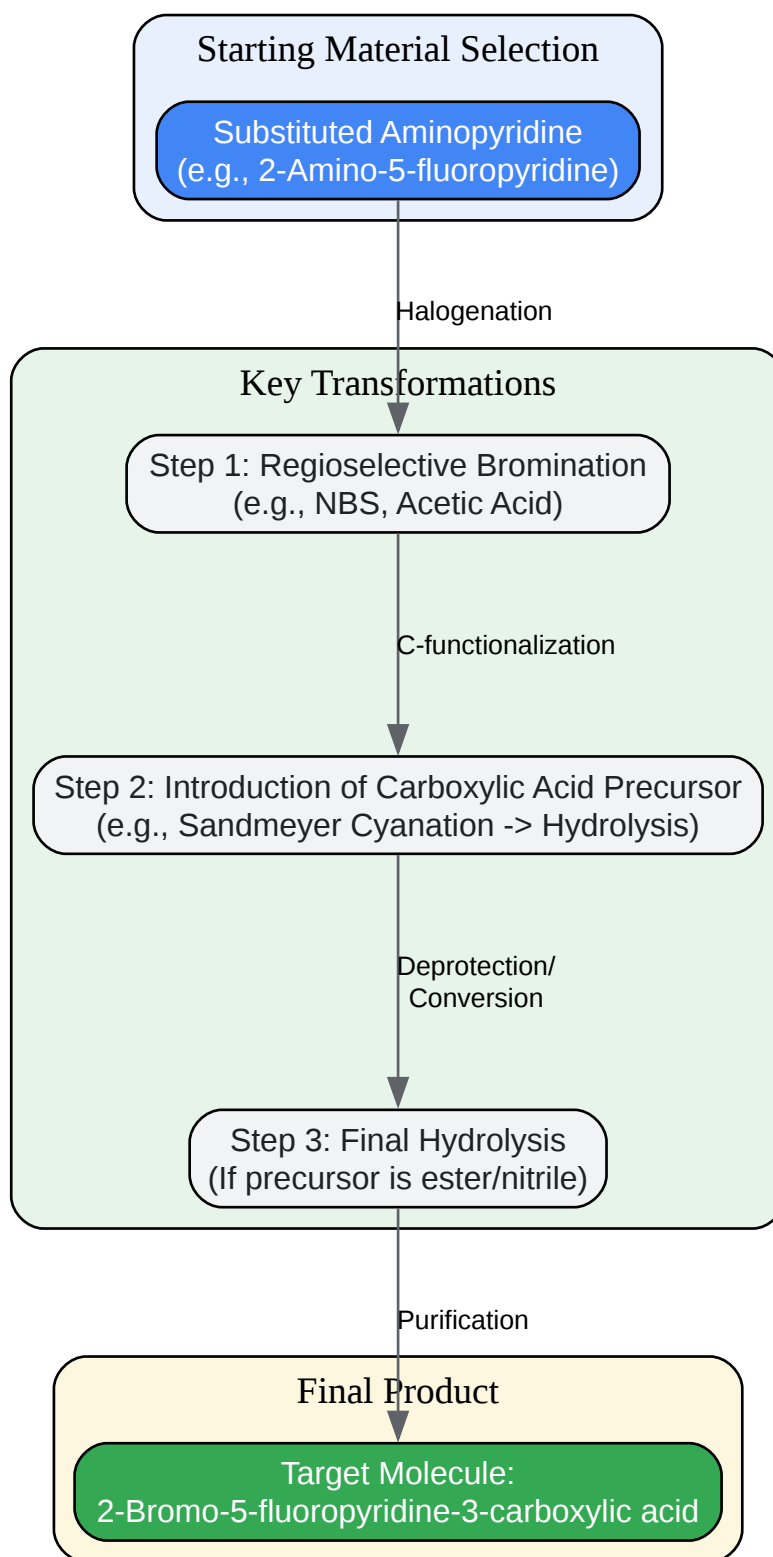 Starting Material Selection
Substituted Aminopyridine
(e.g., 2-Amino-5-fluoropyridine)
Halogenation
Key Transformations
Step 1: Regioselective Bromination
(e.g., NBS, Acetic Acid)
C-functionalization
Step 2: Introduction of Carboxylic Acid Precursor
(e.g., Sandmeyer Cyanation -> Hydrolysis)
Deprotection/
Conversion
Step 3: Final Hydrolysis
(If precursor is ester/nitrile)
Purification
Final Product
Target Molecule:
2-Bromo-5-fluoropyridine-3-carboxylic acid